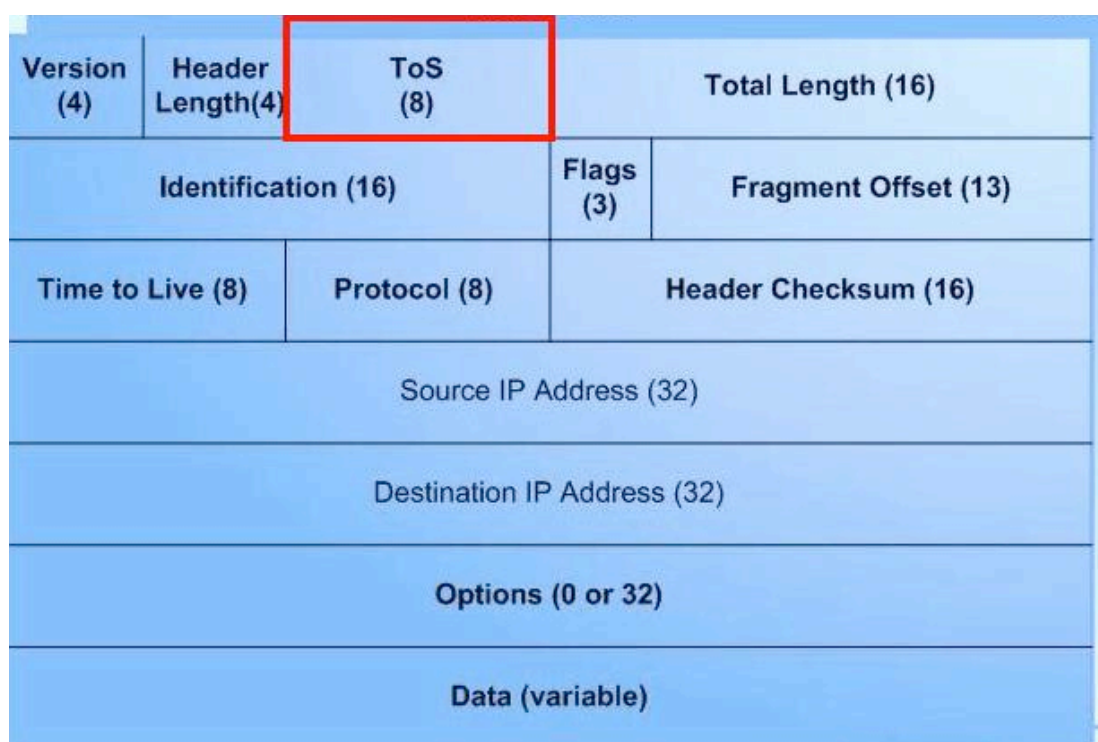 Version
(4)
Header
Length(4)
ToS
(8)
Total Length (16)
Identification (16)
Flags
(3)
Fragment Offset (13)
Time to Live (8)
Protocol (8)
Header Checksum (16)
Source IP Address (32)
Destination IP Address (32)
Options (0 or 32)
Data (variable)